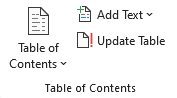 Table of
Contents
Add Text
Update Table
Table of Contents